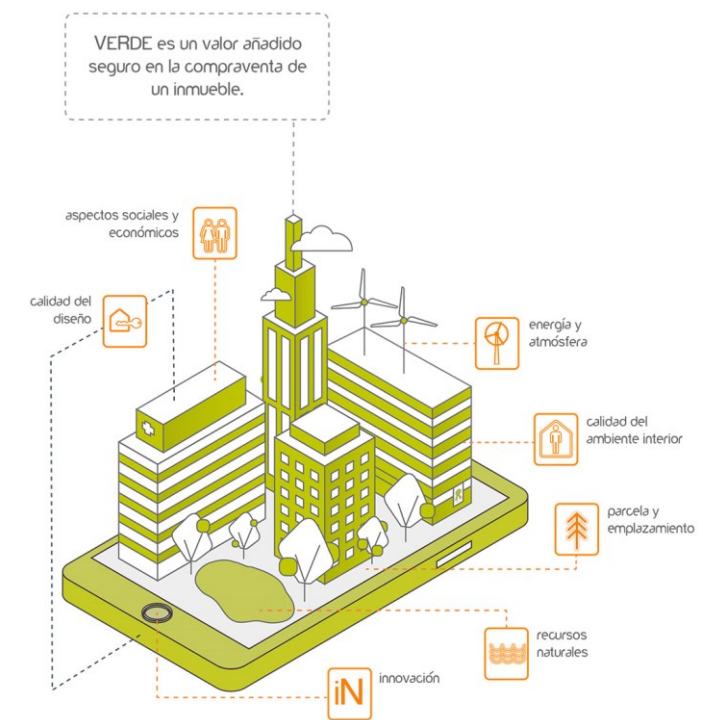 VERDE es un valor añadido
seguro en la compraventa de
un inmueble.
aspectos sociales y
económicos
calidad del
diseño
energía y
atmósfera
calidad del
ambiente interior
parcela y
emplazamiento
recursos
naturales
iN
innovación